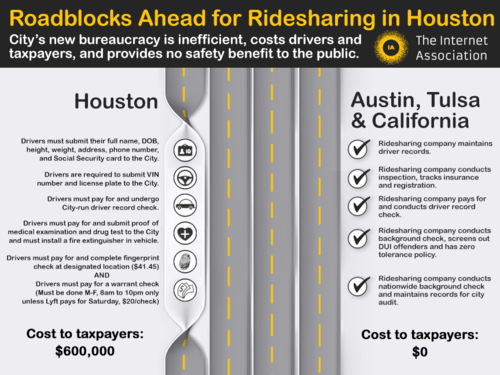 Roadblocks Ahead for Ridesharing in Houston
City's new bureaucracy is inefficient, costs drivers and
taxpayers, and provides no safety benefit to the public.
IA
The Internet
Association
Houston
Drivers must submit their full name, DOB,
height, weight, address, phone number,
and Social Security card to the City.
Drivers are required to submit VIN
number and license plate to the City.
Drivers must pay for and undergo
City-run driver record check.
Drivers must pay for and submit proof of
medical examination and drug test to the City
and must install a fire extinguisher in vehicle.
Drivers must pay for and complete fingerprint
check at designated location ($41.45)
AND
Drivers must pay for a warrant check
(Must be done M-F, 8am to 10pm only
unless Lyft pays for Saturday, $20/check)
Cost to taxpayers:
$600,000
Austin, Tulsa
& California
Ridesharing company maintains
driver records.
Ridesharing company conducts
inspection, tracks insurance
and registration.
Ridesharing company pays for
and conducts driver record
check.
Ridesharing company conducts
background check, screens out
DUI offenders and has zero
tolerance policy.
Ridesharing company conducts
nationwide background check
and maintains records for city
audit.
Cost to taxpayers:
$0